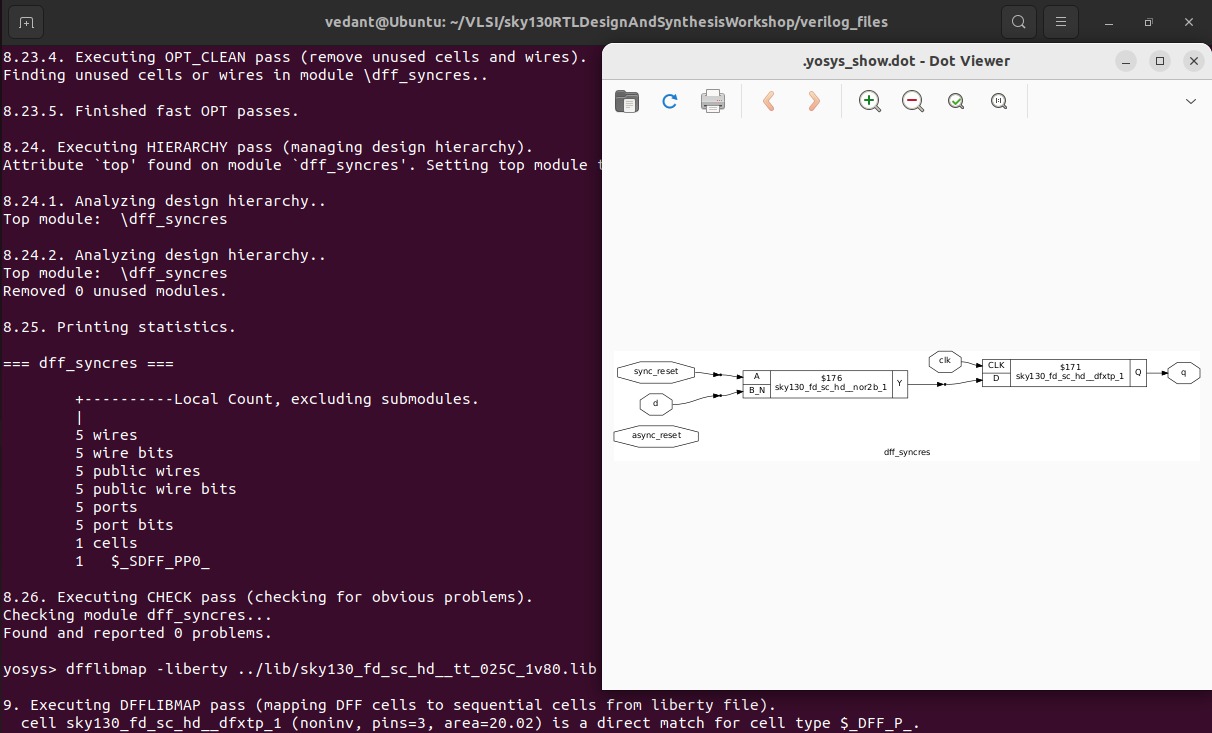 vedant@Ubuntu: ~/VLSI/sky130RTLDesignAndSynthesisWorkshop/verilog_files
8.23.4. Executing OPT_CLEAN pass (remove unused cells and wires).
Finding unused cells or wires in module \dff_syncres..
8.23.5. Finished fast OPT passes.
8.24. Executing HIERARCHY pass (managing design hierarchy).
Attribute `top' found on module `dff_syncres'. Setting top module t
8.24.1. Analyzing design hierarchy..
Top module:  \dff_syncres
8.24.2. Analyzing design hierarchy..
Top module:  \dff_syncres
Removed 0 unused modules.
8.25. Printing statistics.
=== dff_syncres ===
+----------Local Count, excluding submodules.
|
5 wires
5 wire bits
5 public wires
5 public wire bits
5 ports
5 port bits
1 cells
1   $_SDFF_PP0_
8.26. Executing CHECK pass (checking for obvious problems).
Checking module dff_syncres...
Found and reported 0 problems.
yosys> dfflibmap -liberty ../lib/sky130_fd_sc_hd__tt_025C_1v80.lib
9. Executing DFFLIBMAP pass (mapping DFF cells to sequential cells from liberty file).
cell sky130_fd_sc_hd__dfxtp_1 (noninv, pins=3, area=20.02) is a direct match for cell type $_DFF_P_.
.yosys_show.dot - Dot Viewer
sync_reset
d
async_reset
A
B_N
$176
sky130_fd_sc_hd__nor2b_1
Y
clk
CLK
D
$171
sky130_fd_sc_hd__dfxtp_1
Q
q
dff_syncres